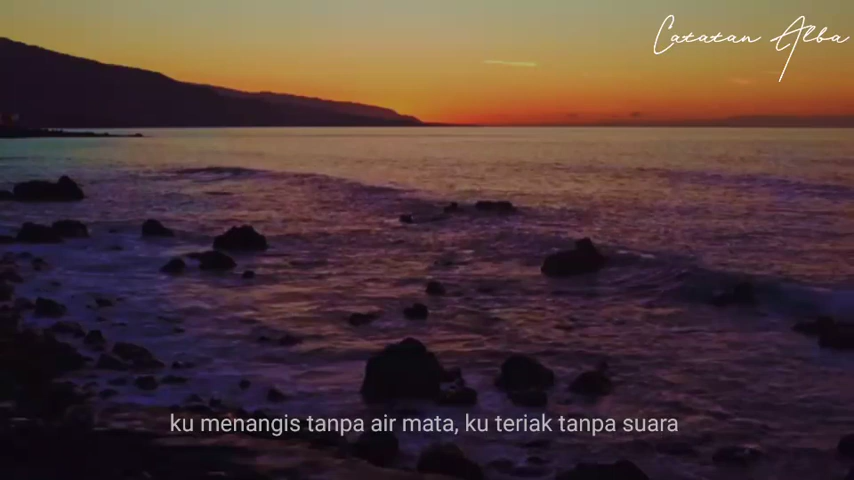 Catatan Alba
ku menangis tanpa air mata, ku teriak tanpa suara